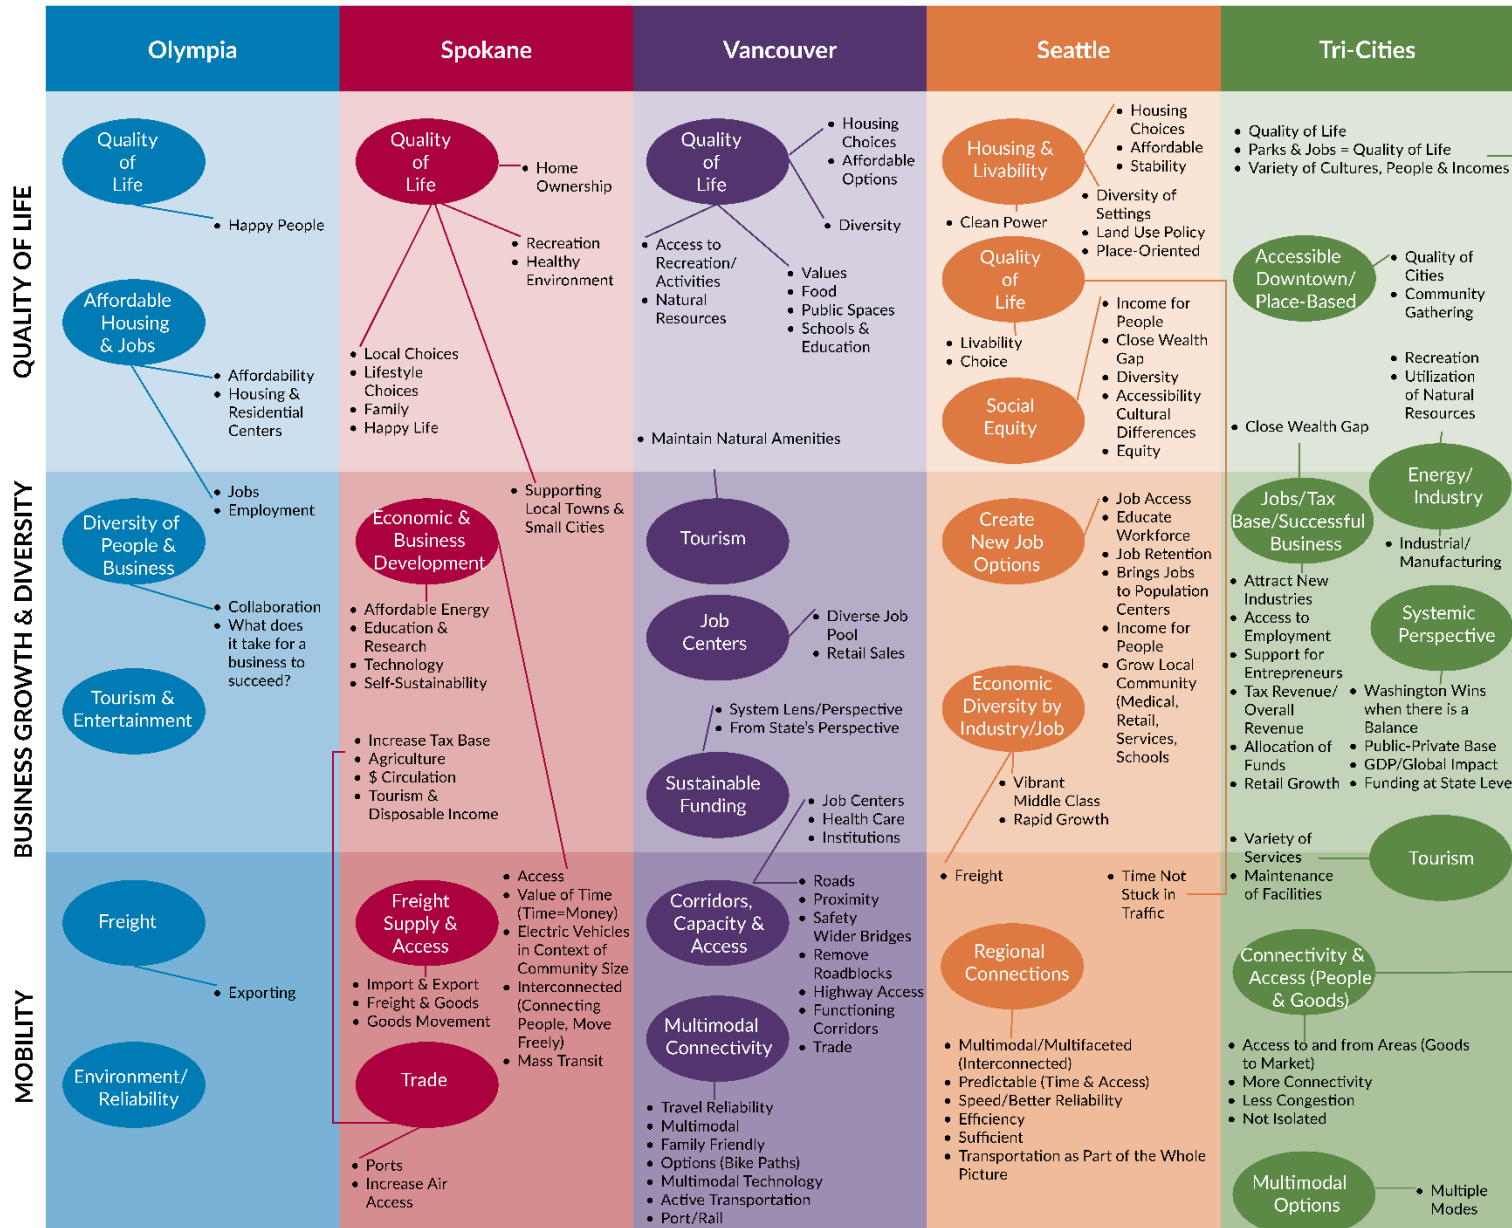 Olympia
Spokane
Vancouver
Seattle
Tri-Cities
QUALITY OF LIFE
BUSINESS GROWTH & DIVERSITY
MOBILITY
Quality
of
Life
• Happy People
Affordable
Housing
& Jobs
• Affordability
• Housing &
Residential
Centers
• Jobs
• Employment
Diversity of
People &
Business
• Collaboration
• What does
it take for a
business to
succeed?
Tourism &
Entertainment
Freight
• Exporting
Environment/
Reliability
Quality
of
Life
• Home
Ownership
• Recreation
• Healthy
Environment
• Local Choices
• Lifestyle
Choices
• Family
• Happy Life
• Supporting
Local Towns &
Small Cities
Economic &
Business
Development
• Affordable Energy
• Education &
Research
• Technology
• Self-Sustainability
• Increase Tax Base
• Agriculture
• $ Circulation
• Tourism &
Disposable Income
Freight
Supply &
Access
• Access
• Value of Time
(Time=Money)
• Electric Vehicles
in Context of
Community Size
• Interconnected
(Connecting
People, Move
Freely)
• Mass Transit
• Import & Export
• Freight & Goods
• Goods Movement
Trade
• Ports
• Increase Air
Access
Quality
of
Life
• Housing
Choices
• Affordable
Options
• Diversity
• Access to
Recreation/
Activities
• Natural
Resources
• Values
• Food
• Public Spaces
• Schools &
Education
• Maintain Natural Amenities
Tourism
Job
Centers
• Diverse Job
Pool
• Retail Sales
• System Lens/Perspective
• From State's Perspective
Sustainable
Funding
• Job Centers
• Health Care
• Institutions
Corridors,
Capacity &
Access
• Roads
• Proximity
• Safety
Wider Bridges
• Remove
Roadblocks
• Highway Access
• Functioning
Corridors
• Trade
Multimodal
Connectivity
• Travel Reliability
• Multimodal
• Family Friendly
• Options (Bike Paths)
• Multimodal Technology
• Active Transportation
• Port/Rail
Housing &
Livability
• Housing
Choices
• Affordable
• Stability
• Diversity of
Settings
• Land Use Policy
• Place-Oriented
• Clean Power
Quality
of
Life
• Livability
• Choice
Social
Equity
• Income for
People
• Close Wealth
Gap
• Diversity
• Accessibility
Cultural
Differences
• Equity
Create
New Job
Options
• Job Access
• Educate
Workforce
• Job Retention
• Brings Jobs
to Population
Centers
• Income for
People
• Grow Local
Community
(Medical,
Retail,
Services,
Schools
Economic
Diversity by
Industry/Job
• Vibrant
Middle Class
• Rapid Growth
• Freight
• Time Not
Stuck in
Traffic
Regional
Connections
• Multimodal/Multifaceted
(Interconnected)
• Predictable (Time & Access)
• Speed/Better Reliability
• Efficiency
• Sufficient
• Transportation as Part of the Whole
Picture
• Quality of Life
• Parks & Jobs = Quality of Life
• Variety of Cultures, People & Incomes
Accessible
Downtown/
Place-Based
• Quality of
Cities
• Community
Gathering
• Recreation
• Utilization
of Natural
Resources
• Close Wealth Gap
Energy/
Industry
• Industrial/
Manufacturing
Jobs/Tax
Base/Successful
Business
• Attract New
Industries
• Access to
Employment
• Support for
Entrepreneurs
• Tax Revenue/
Overall
Revenue
• Allocation of
Funds
• Retail Growth
Systemic
Perspective
• Washington Wins
when there is a
Balance
• Public-Private Base
• GDP/Global Impact
• Funding at State Leve
Tourism
• Variety of
Services
• Maintenance
of Facilities
Connectivity &
Access (People
& Goods)
• Access to and from Areas (Goods
to Market)
• More Connectivity
• Less Congestion
• Not Isolated
Multimodal
Options
• Multiple
Modes